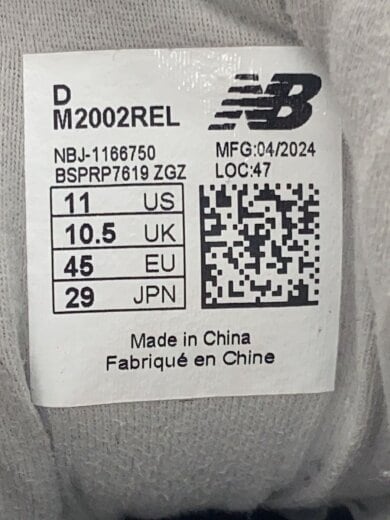 D
M2002REL
NB
NBJ-1166750
BSPRP7619 ZGZ
MFG:04/2024
LOC:47
11 US
10.5 UK
45 EU
29 JPN
Made in China
Fabriqué en Chine